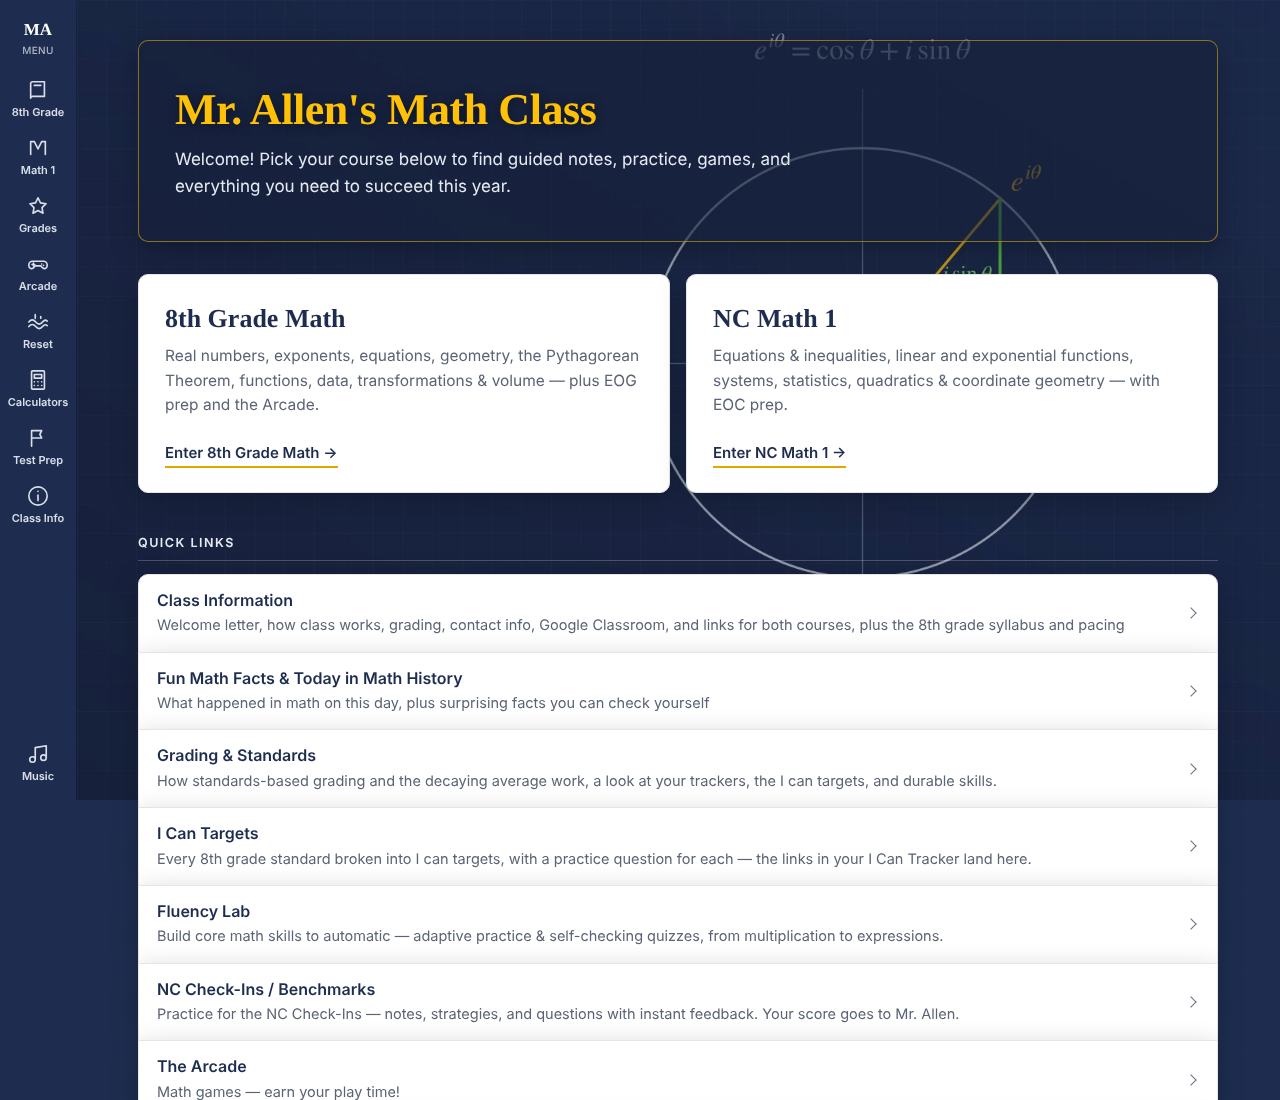 MA
MENU
8th Grade
Math 1
Grades
Arcade
Reset
Calculators
Test Prep
Class Info
Music
e^{iθ} = cos θ + i sin θ
Mr. Allen's Math Class
Welcome! Pick your course below to find guided notes, practice, games, and
everything you need to succeed this year.
e^{iθ}
i sin θ
8th Grade Math
Real numbers, exponents, equations, geometry, the Pythagorean
Theorem, functions, data, transformations & volume — plus EOG
prep and the Arcade.
Enter 8th Grade Math →
NC Math 1
Equations & inequalities, linear and exponential functions,
systems, statistics, quadratics & coordinate geometry — with
EOC prep.
Enter NC Math 1 →
QUICK LINKS
Class Information
Welcome letter, how class works, grading, contact info, Google Classroom, and links for both courses, plus the 8th grade syllabus and pacing
Fun Math Facts & Today in Math History
What happened in math on this day, plus surprising facts you can check yourself
Grading & Standards
How standards-based grading and the decaying average work, a look at your trackers, the I can targets, and durable skills.
I Can Targets
Every 8th grade standard broken into I can targets, with a practice question for each — the links in your I Can Tracker land here.
Fluency Lab
Build core math skills to automatic — adaptive practice & self-checking quizzes, from multiplication to expressions.
NC Check-Ins / Benchmarks
Practice for the NC Check-Ins — notes, strategies, and questions with instant feedback. Your score goes to Mr. Allen.
The Arcade
Math games — earn your play time!